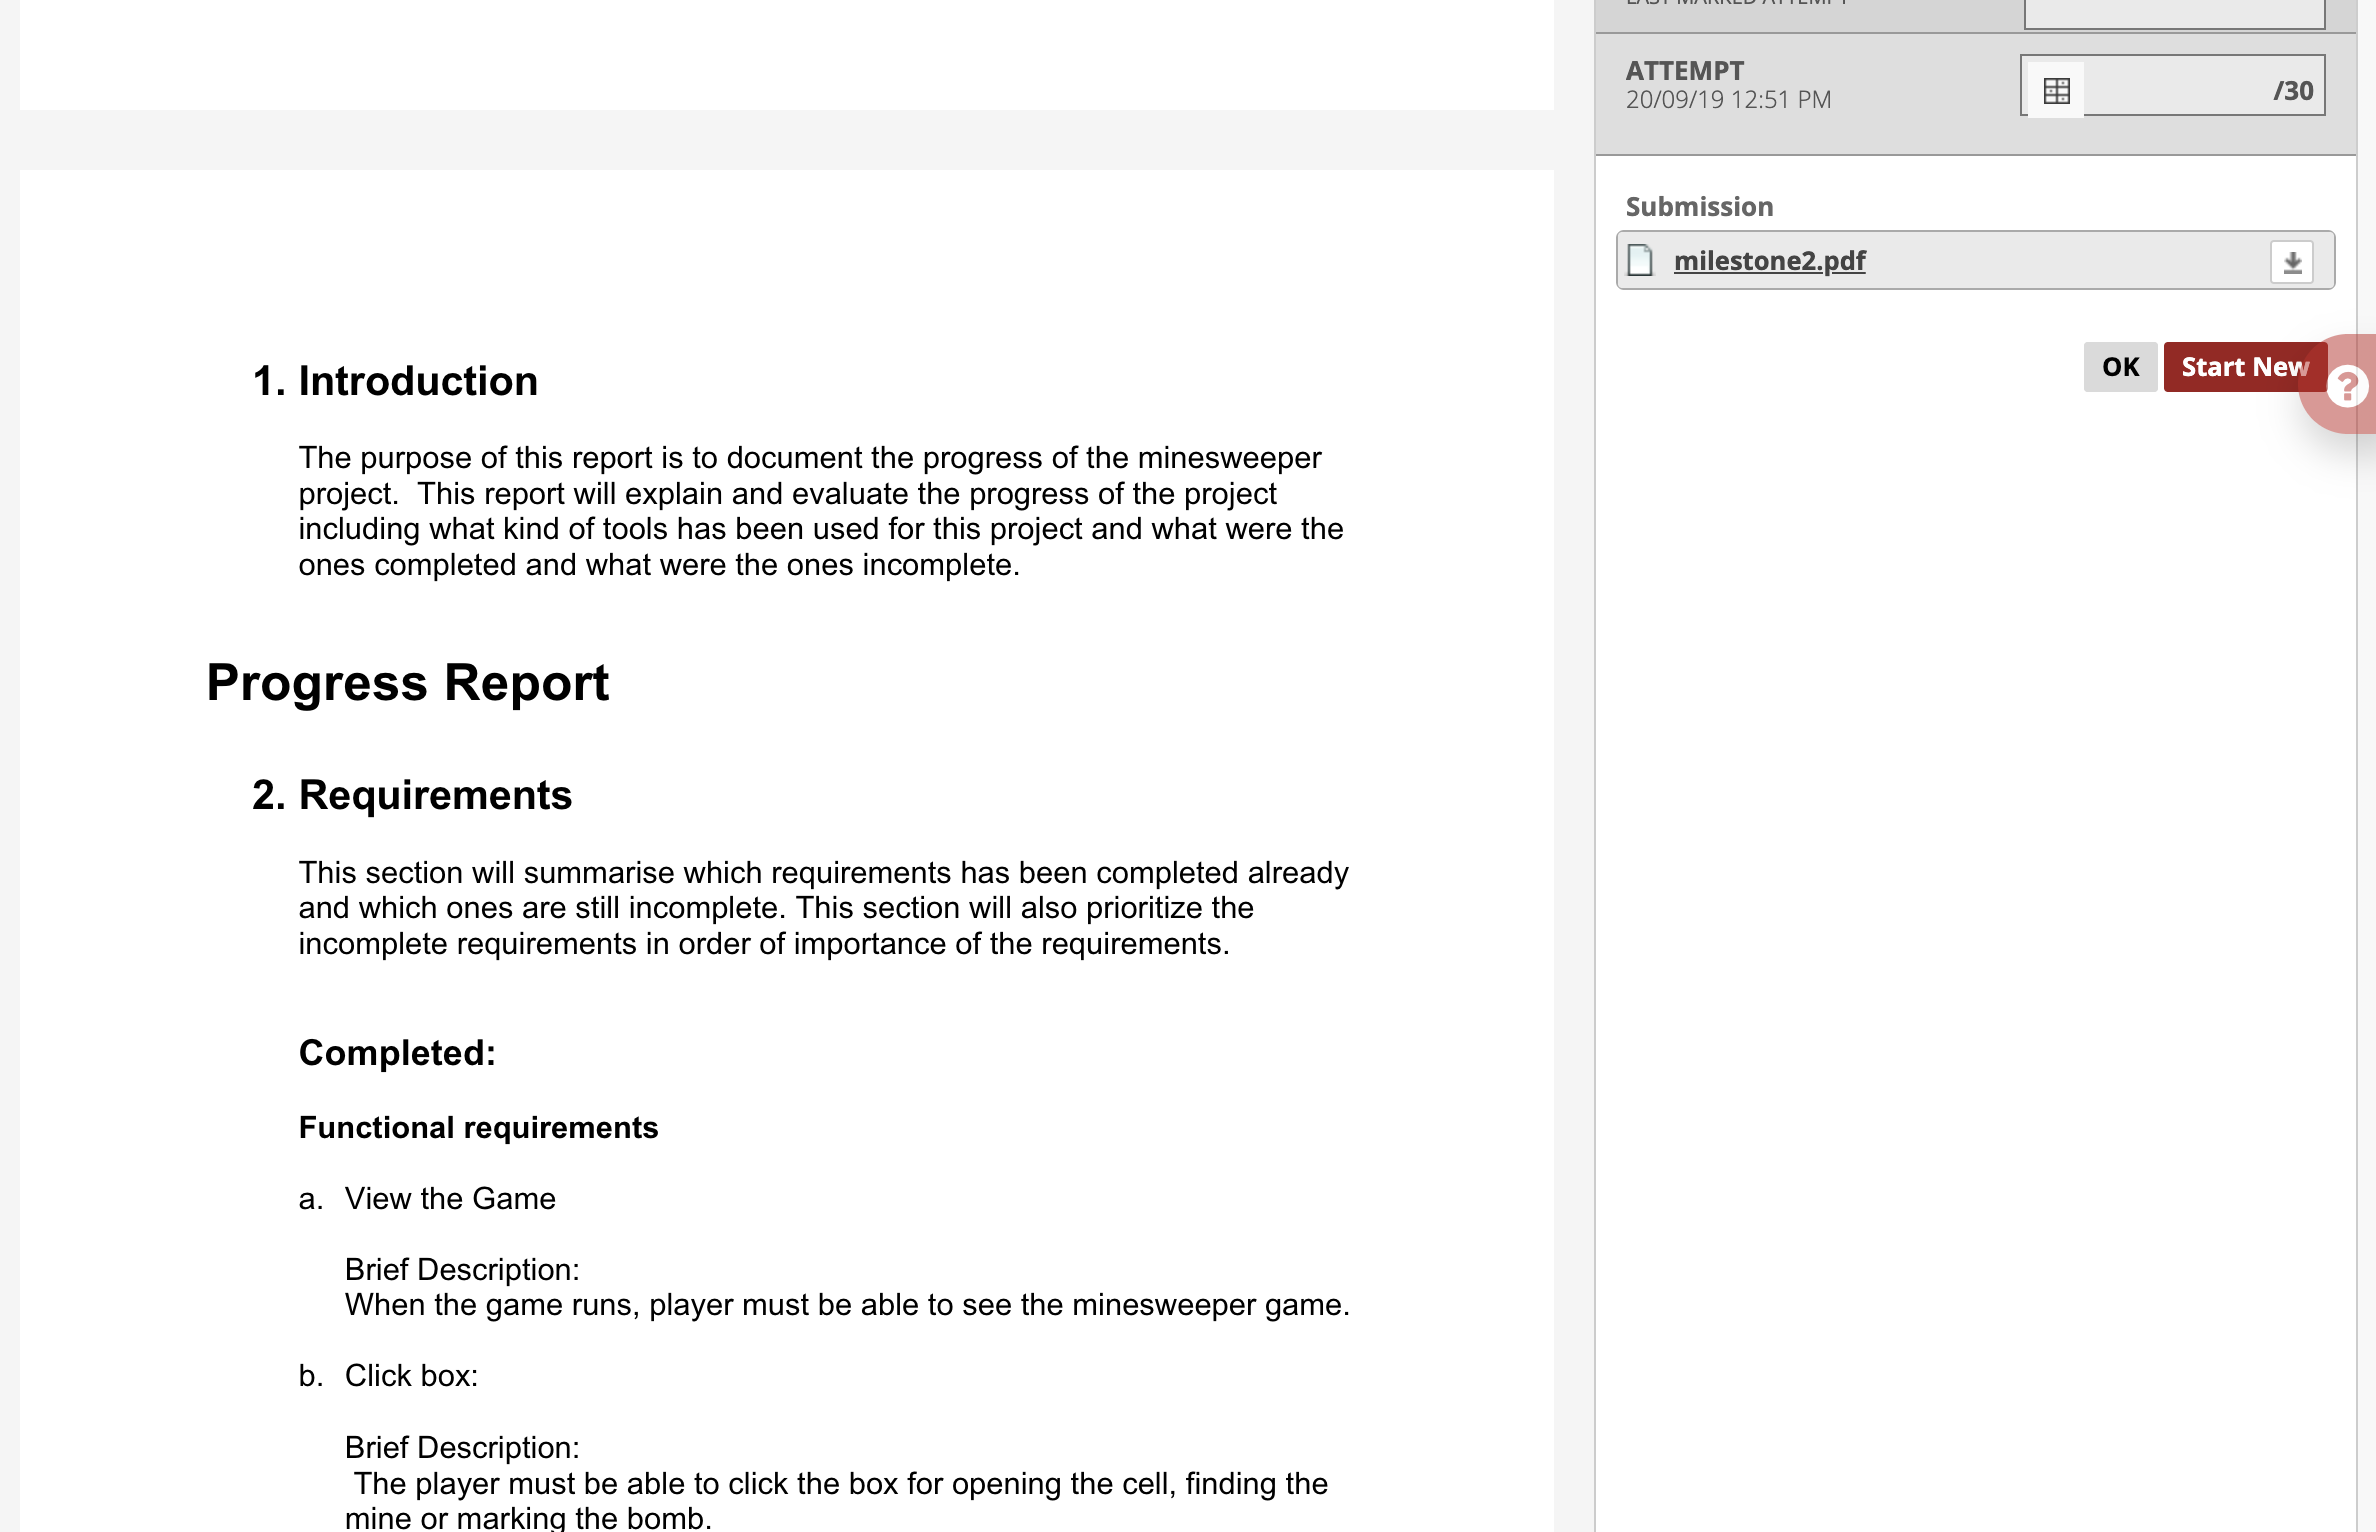 1. Introduction
The purpose of this report is to document the progress of the minesweeper
project.  This report will explain and evaluate the progress of the project
including what kind of tools has been used for this project and what were the
ones completed and what were the ones incomplete.
Progress Report
2. Requirements
This section will summarise which requirements has been completed already
and which ones are still incomplete. This section will also prioritize the
incomplete requirements in order of importance of the requirements.
Completed:
Functional requirements
a. View the Game
Brief Description:
When the game runs, player must be able to see the minesweeper game.
b. Click box:
Brief Description:
The player must be able to click the box for opening the cell, finding the
mine or marking the bomb.
LAST MARKED ATTEMPT
ATTEMPT
20/09/19 12:51 PM
/30
Submission
milestone2.pdf
OK
Start New
?